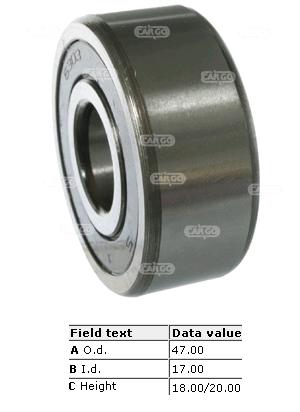 6303
CARGO
CARGO
CARGO
CARGO
CARGO
CARGO
Field text Data value
A O.d. 47.00
B I.d. 17.00
C Height 18.00/20.00